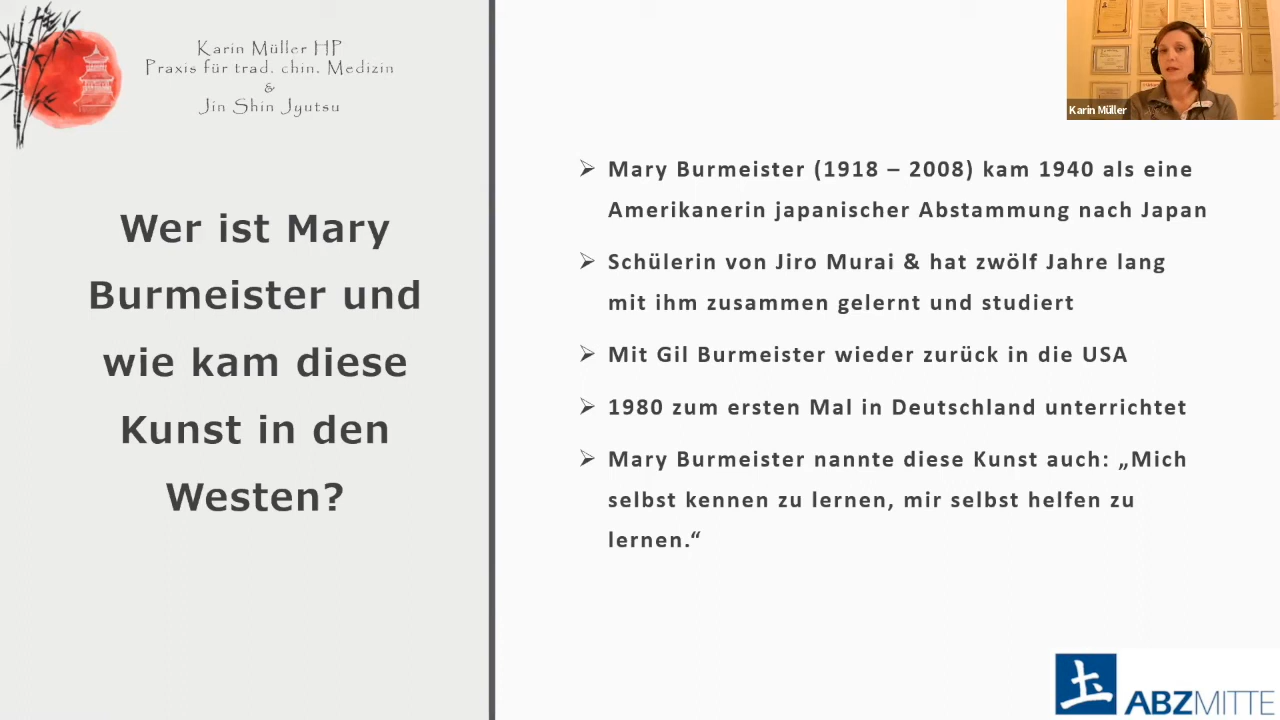 Karin Müller HP
Praxis für trad. chin. Medizin
&
Jin Shin Jyutsu
Karin Müller
Wer ist Mary
Burmeister und
wie kam diese
Kunst in den
Westen?
Mary Burmeister (1918 – 2008) kam 1940 als eine
Amerikanerin japanischer Abstammung nach Japan
Schülerin von Jiro Murai & hat zwölf Jahre lang
mit ihm zusammen gelernt und studiert
Mit Gil Burmeister wieder zurück in die USA
1980 zum ersten Mal in Deutschland unterrichtet
Mary Burmeister nannte diese Kunst auch: „Mich
selbst kennen zu lernen, mir selbst helfen zu
lernen.“
ABZMITTE